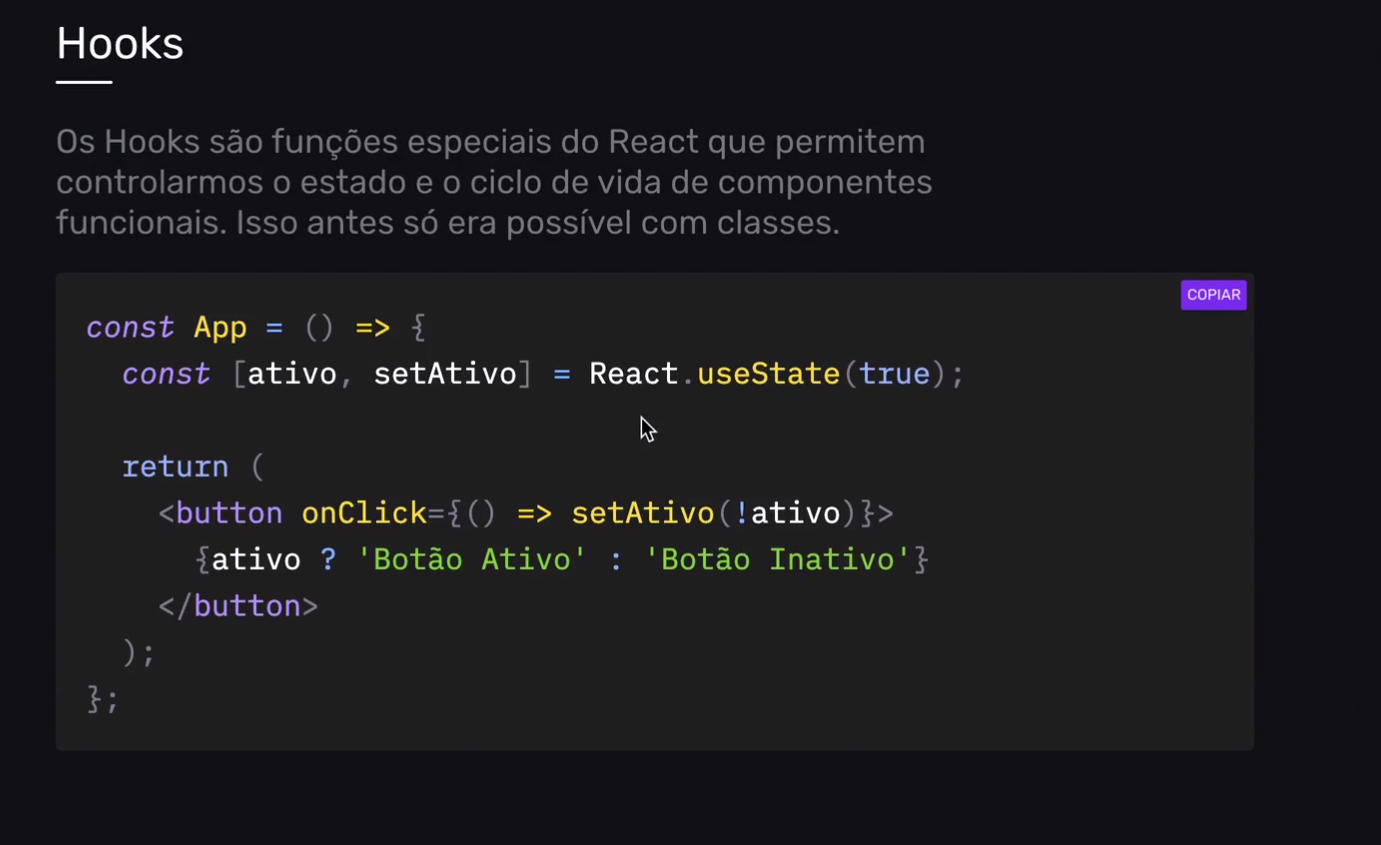 Hooks
Os Hooks são funções especiais do React que permitem
controlarmos o estado e o ciclo de vida de componentes
funcionais. Isso antes só era possível com classes.
COPIAR
const App = () => {
  const [ativo, setAtivo] = React.useState(true);
  return (
    <button onClick={() => setAtivo(!ativo)}>
      {ativo ? 'Botão Ativo' : 'Botão Inativo'}
    </button>
  );
};